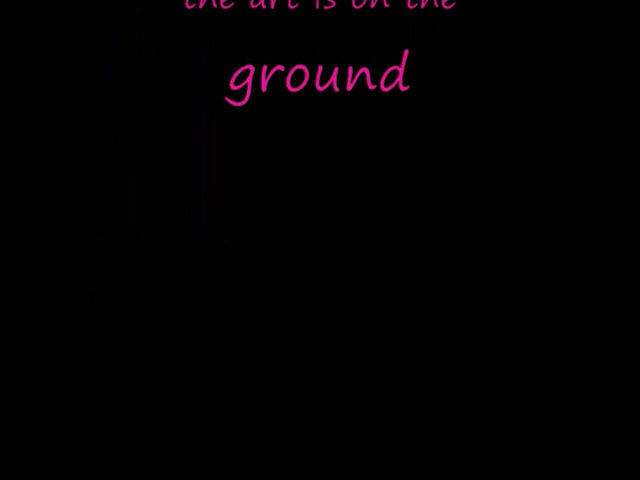 the art is on the
ground